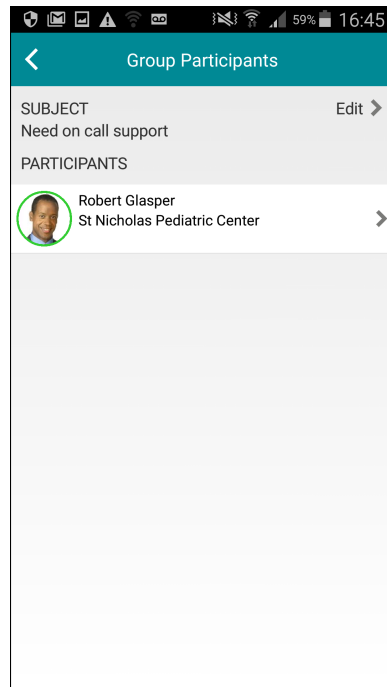 59% 16:45
Group Participants
SUBJECT Edit
Need on call support
PARTICIPANTS
Robert Glasper
St Nicholas Pediatric Center